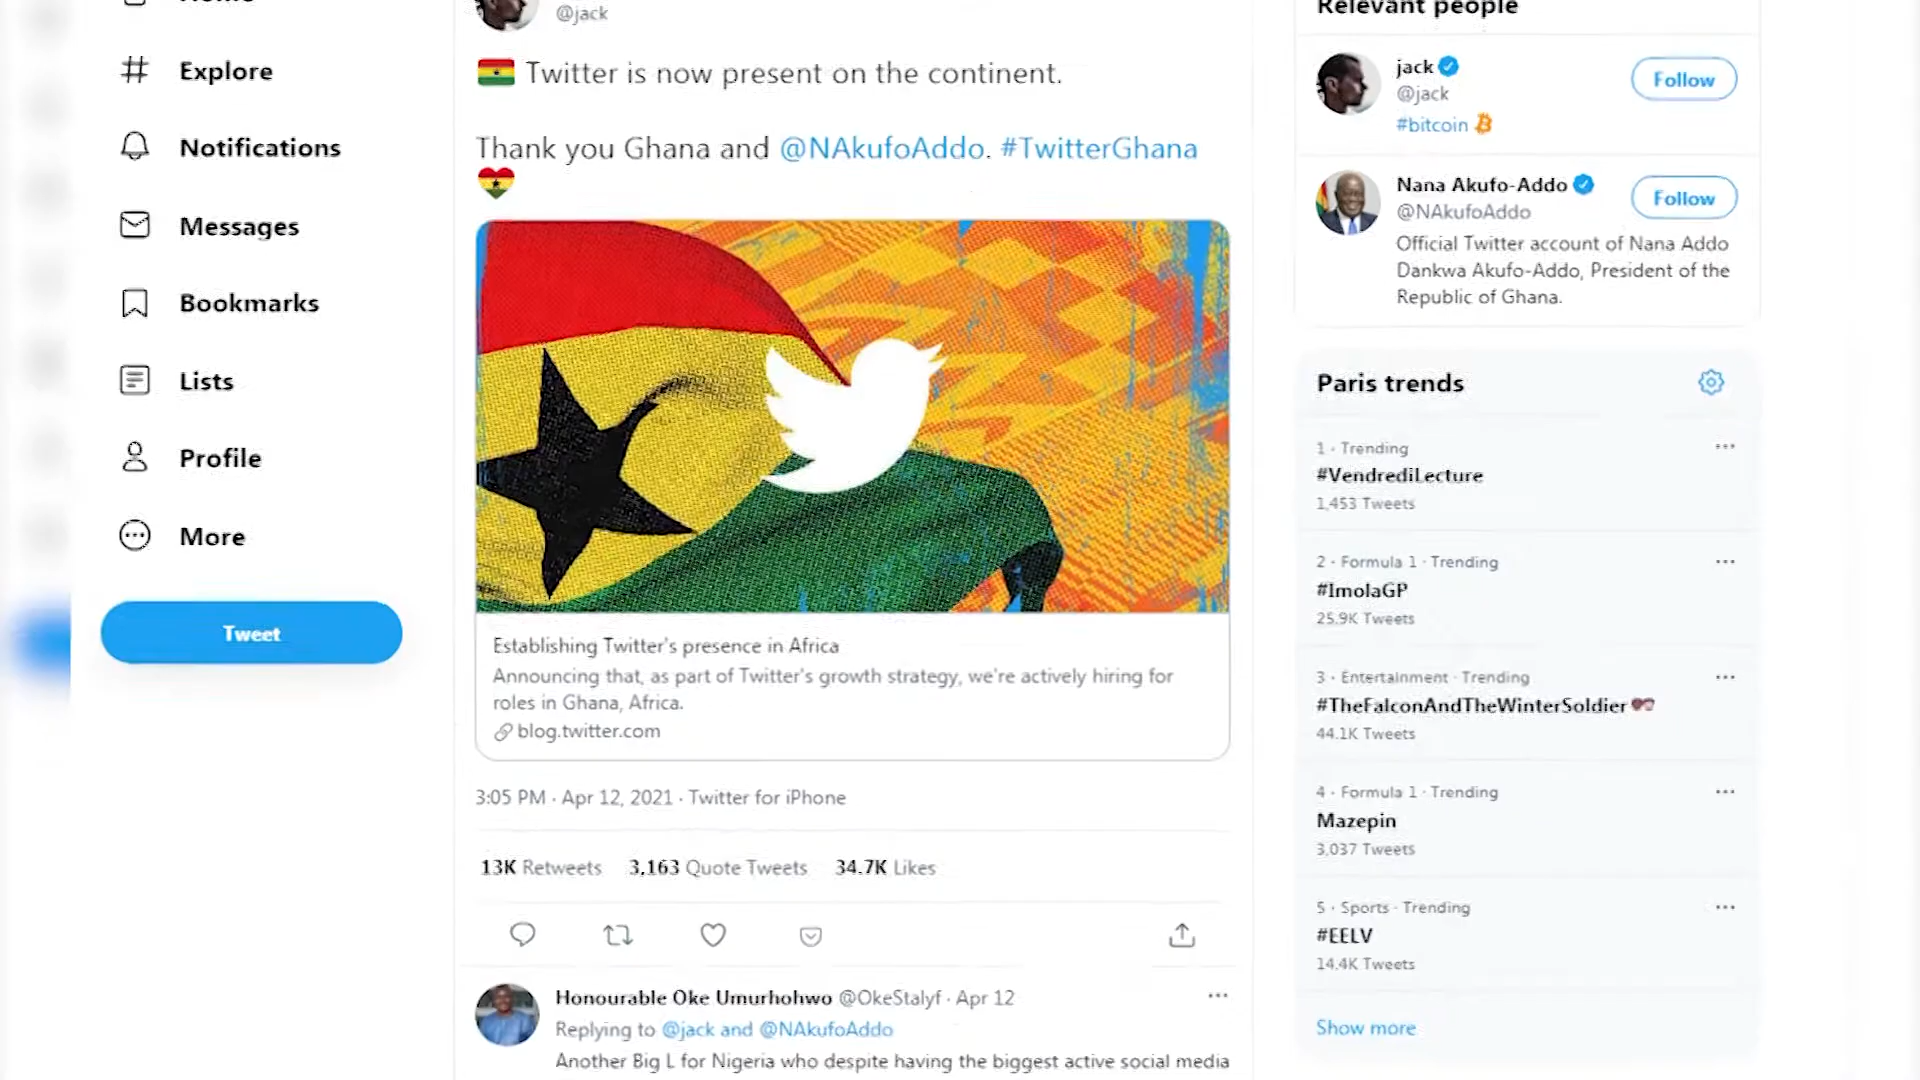 Home
Explore
Notifications
Messages
Bookmarks
Lists
Profile
More
Tweet
@jack
Twitter is now present on the continent.
Thank you Ghana and @NAkufoAddo. #TwitterGhana
Establishing Twitter's presence in Africa
Announcing that, as part of Twitter's growth strategy, we're actively hiring for
roles in Ghana, Africa.
blog.twitter.com
3:05 PM · Apr 12, 2021 · Twitter for iPhone
13K Retweets 3,163 Quote Tweets 34.7K Likes
Honourable Oke Umurhohwo @OkeStalyf · Apr 12
Replying to @jack and @NAkufoAddo
Another Big L for Nigeria who despite having the biggest active social media
Relevant people
jack
@jack
Follow
#bitcoin
Nana Akufo-Addo
@NAkufoAddo
Follow
Official Twitter account of Nana Addo
Dankwa Akufo-Addo, President of the
Republic of Ghana.
Paris trends
1 · Trending
#VendrediLecture
1,453 Tweets
2 · Formula 1 · Trending
#ImolaGP
25.9K Tweets
3 · Entertainment · Trending
#TheFalconAndTheWinterSoldier
44.1K Tweets
4 · Formula 1 · Trending
Mazepin
3,037 Tweets
5 · Sports · Trending
#EELV
14.4K Tweets
Show more